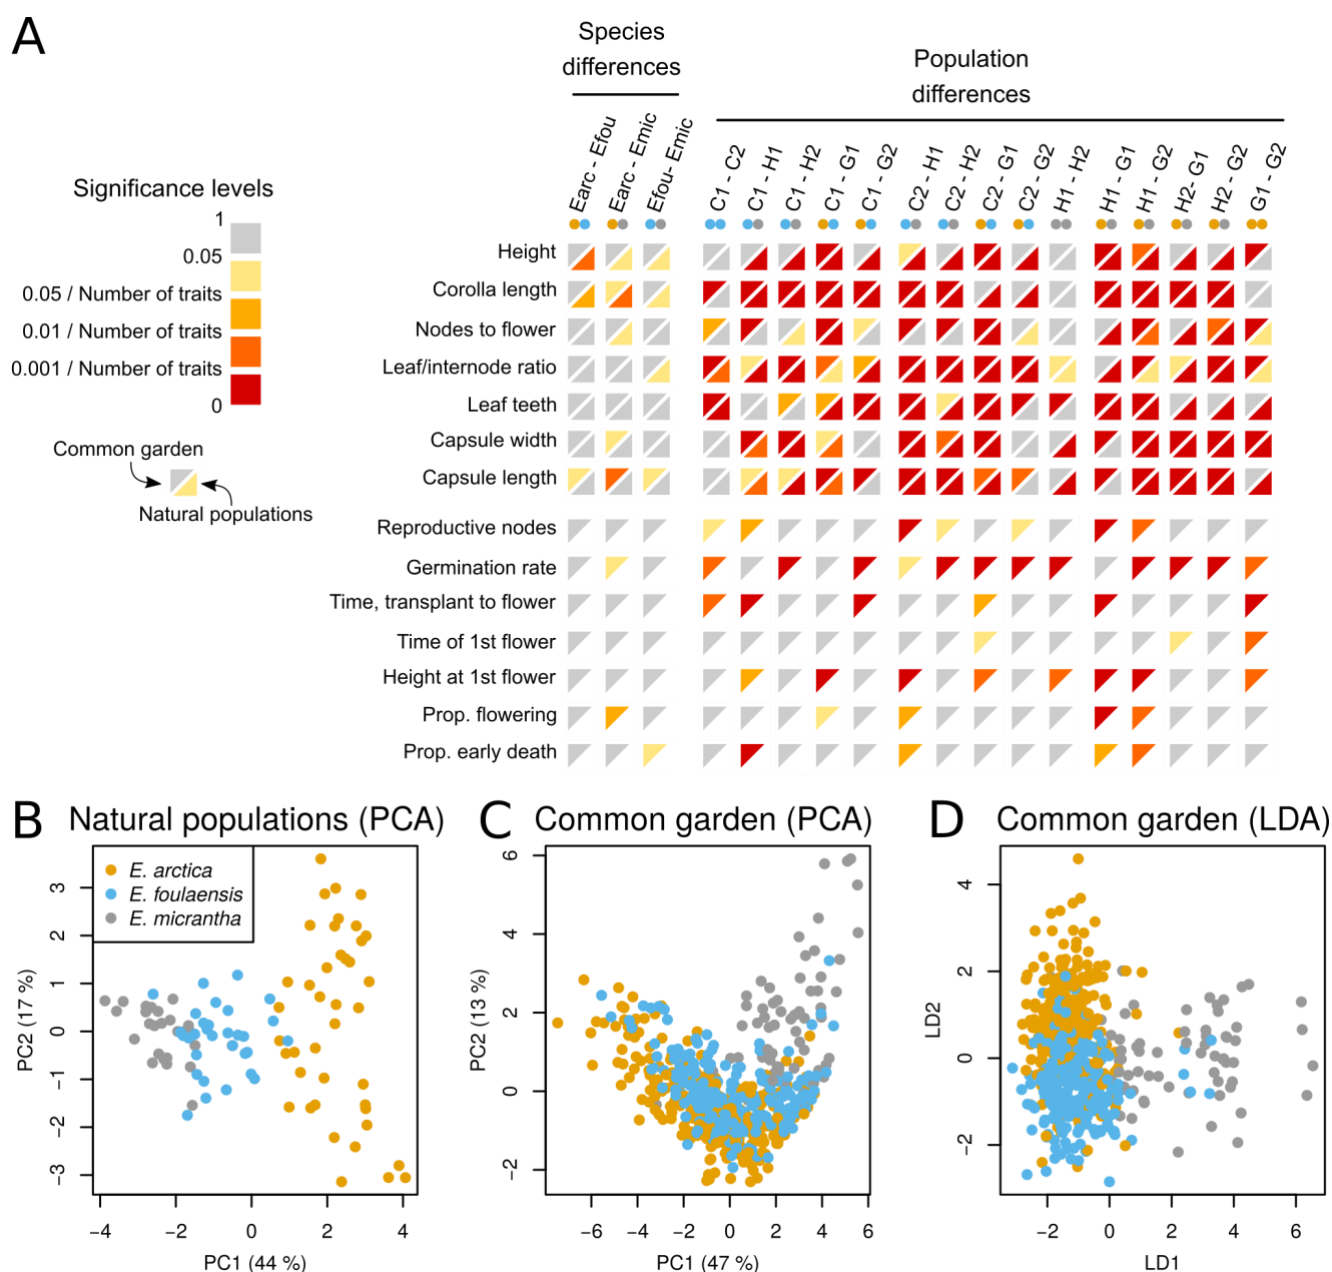 A
Species
differences
Population
differences
Earc - Efou
Earc - Emic
Efou- Emic
C1 - C2
C1 - H1
C1 - H2
C1 - G1
C1 - G2
C2 - H1
C2 - H2
C2 - G1
C2 - G2
H1 - H2
H1 - G1
H1 - G2
H2- G1
H2 - G2
G1 - G2
Significance levels
1
0.05
0.05 / Number of traits
0.01 / Number of traits
0.001 / Number of traits
0
Common garden
Natural populations
Height
Corolla length
Nodes to flower
Leaf/internode ratio
Leaf teeth
Capsule width
Capsule length
Reproductive nodes
Germination rate
Time, transplant to flower
Time of 1st flower
Height at 1st flower
Prop. flowering
Prop. early death
B Natural populations (PCA)
E. arctica
E. foulaensis
E. micrantha
PC2 (17 %)
3
2
1
0
−1
−2
−3
−4 −2 0 2 4
PC1 (44 %)
C Common garden (PCA)
PC2 (13 %)
6
4
2
0
−2
−6 −4 −2 0 2 4 6
PC1 (47 %)
D Common garden (LDA)
LD2
4
2
0
−2
−2 0 2 4 6
LD1